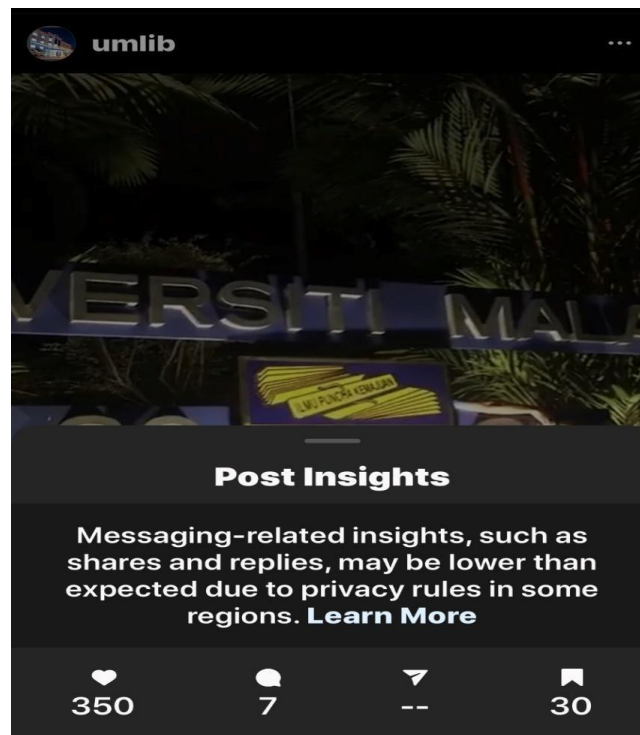 umlib
VERSITI MALA
ILMU PUNCA KEMAJUAN
Post Insights
Messaging-related insights, such as
shares and replies, may be lower than
expected due to privacy rules in some
regions. Learn More
350 7 -- 30